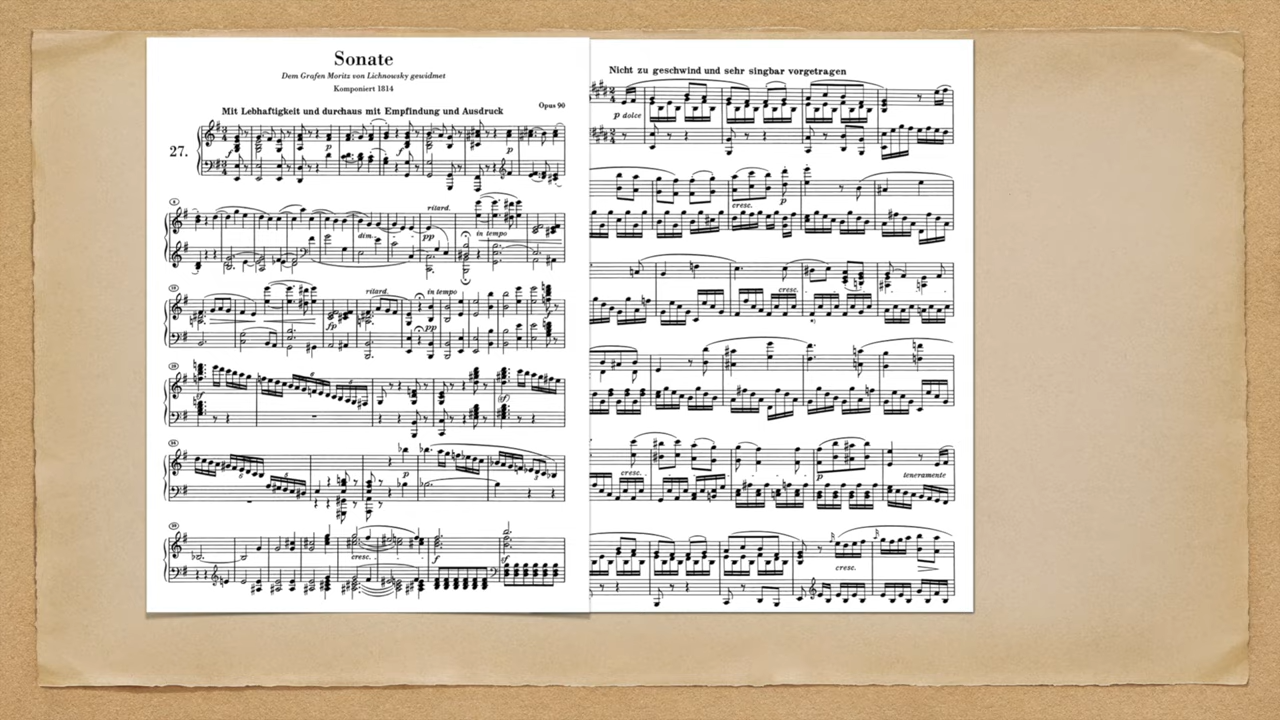 Sonate
Dem Grafen Moritz von Lichnowsky gewidmet
Komponiert 1814
Opus 90
Mit Lebhaftigkeit und durchaus mit Empfindung und Ausdruck
27.
f
p
f
p
ritard.
dim.
pp
in tempo
ritard.
in tempo
fp
pp
p
cresc.
f
sf
Nicht zu geschwind und sehr singbar vorgetragen
p dolce
cresc.
p
cresc.
cresc.
p
teneramente
cresc.